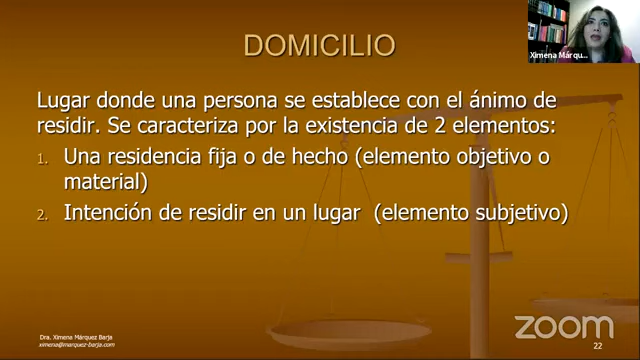 DOMICILIO
Ximena Márqu...
Lugar donde una persona se establece con el ánimo de
residir. Se caracteriza por la existencia de 2 elementos:
1. Una residencia fija o de hecho (elemento objetivo o
material)
2. Intención de residir en un lugar (elemento subjetivo)
Dra. Ximena Márquez Barja
ximena@marquez-barja.com
zoom
22